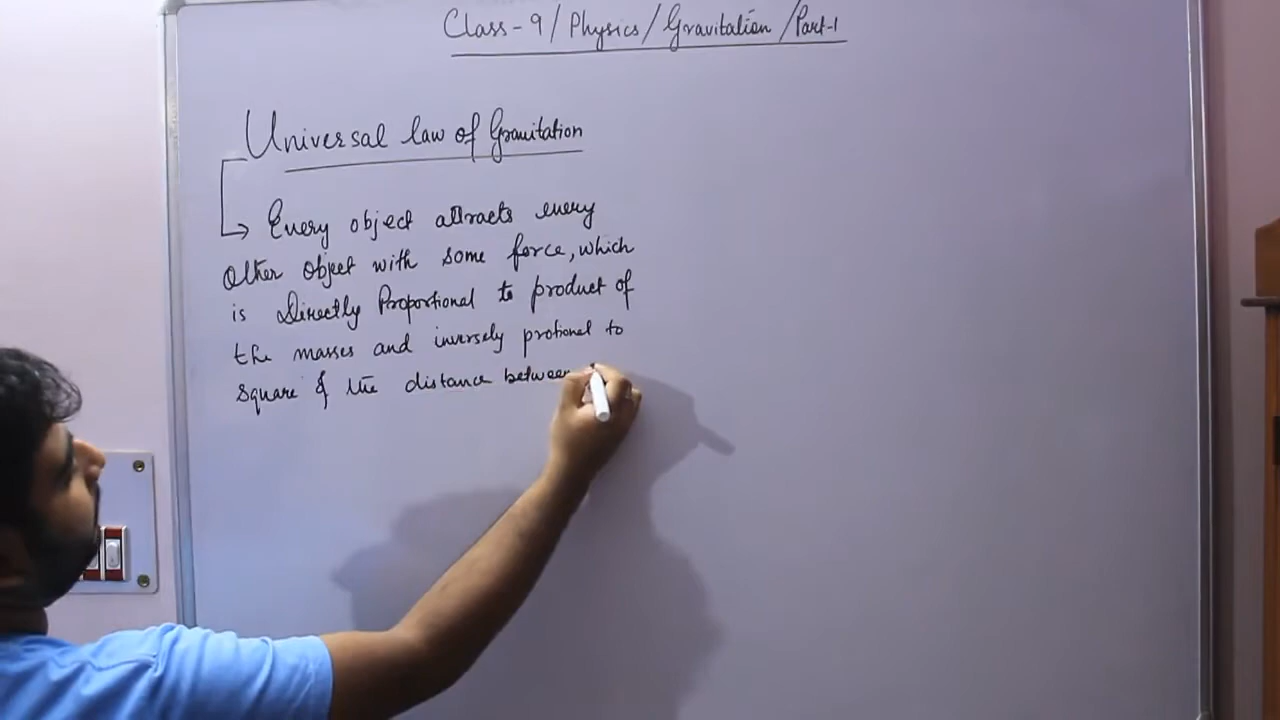 Class-9/Physics/Gravitation/Part-1
Universal law of Gravitation
→ Every object attracts every
other object with some force, which
is Directly Proportional to product of
the masses and inversely protional to
square of the distance between